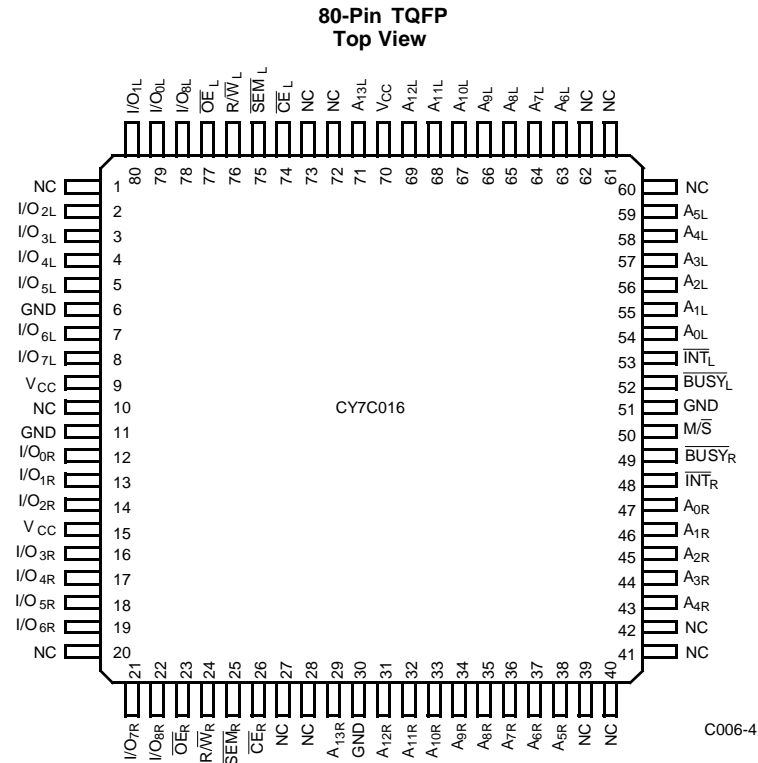 80-Pin TQFP
Top View
I/O1L I/O0L I/O8L OE L R/W L SEM L CE L NC NC A13L VCC A12L A11L A10L A9L A8L A7L A6L NC NC
80 79 78 77 76 75 74 73 72 71 70 69 68 67 66 65 64 63 62 61
NC 1 60 NC
I/O2L 2 59 A5L
I/O3L 3 58 A4L
I/O4L 4 57 A3L
I/O5L 5 56 A2L
GND 6 55 A1L
I/O6L 7 54 A0L
I/O7L 8 53 INTL
VCC 9 52 BUSYL
NC 10 CY7C016 51 GND
GND 11 50 M/S
I/O0R 12 49 BUSYR
I/O1R 13 48 INTR
I/O2R 14 47 A0R
VCC 15 46 A1R
I/O3R 16 45 A2R
I/O4R 17 44 A3R
I/O5R 18 43 A4R
I/O6R 19 42 NC
NC 20 41 NC
21 22 23 24 25 26 27 28 29 30 31 32 33 34 35 36 37 38 39 40
I/O7R I/O8R OER R/WR SEMR CER NC NC A13R GND A12R A11R A10R A9R A8R A7R A6R A5R NC NC
C006-4